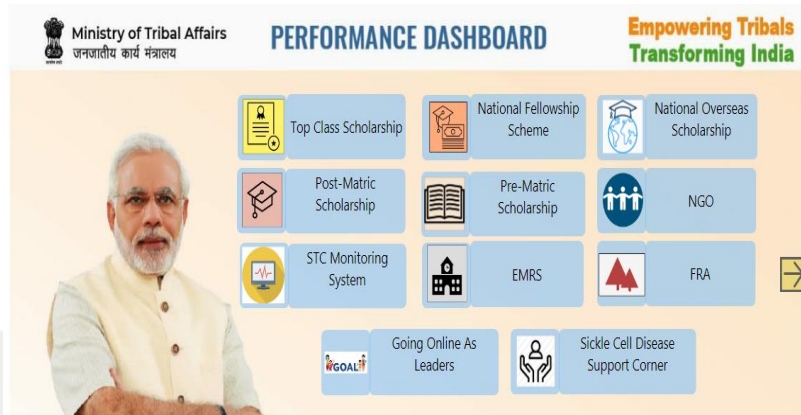 Ministry of Tribal Affairs
जनजातीय कार्य मंत्रालय
PERFORMANCE DASHBOARD
Empowering Tribals
Transforming India
Top Class Scholarship
National Fellowship
Scheme
National Overseas
Scholarship
Post-Matric
Scholarship
Pre-Matric
Scholarship
NGO
STC Monitoring
System
EMRS
FRA
GOAL
Going Online As
Leaders
Sickle Cell Disease
Support Corner